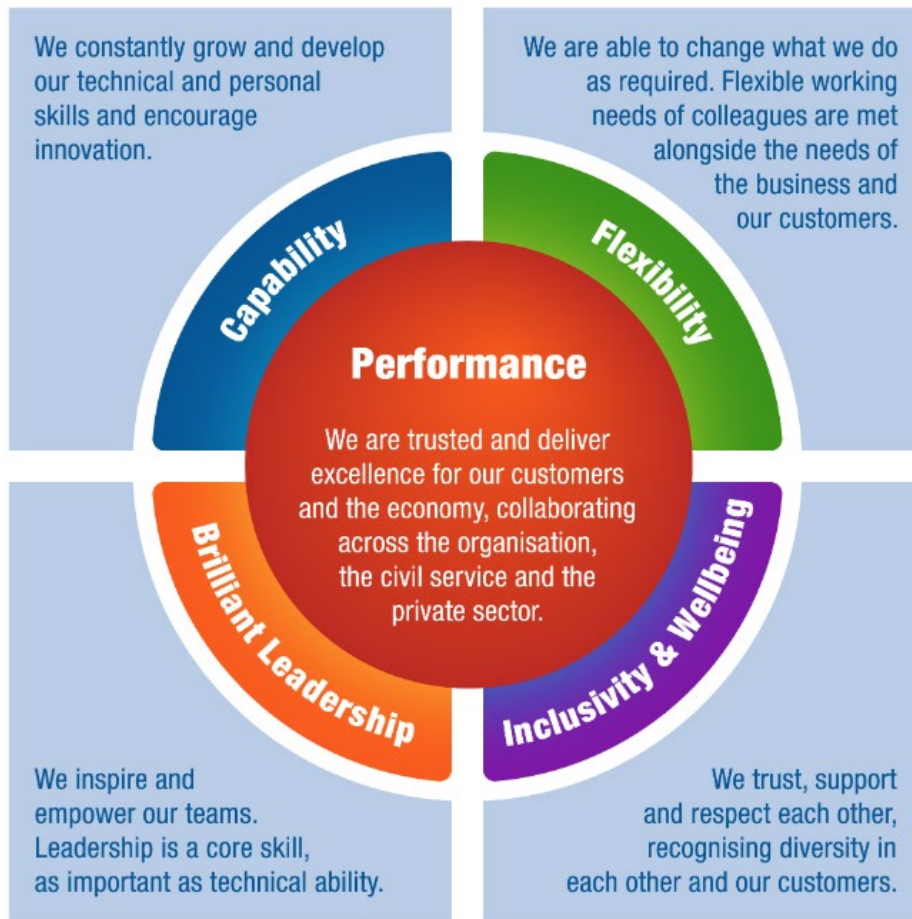 We constantly grow and develop
our technical and personal
skills and encourage
innovation.
We are able to change what we do
as required. Flexible working
needs of colleagues are met
alongside the needs of
the business and
our customers.
Capability
Flexibility
Performance
We are trusted and deliver
excellence for our customers
and the economy, collaborating
across the organisation,
the civil service and the
private sector.
Brilliant Leadership
Inclusivity & Wellbeing
We inspire and
empower our teams.
Leadership is a core skill,
as important as technical ability.
We trust, support
and respect each other,
recognising diversity in
each other and our customers.